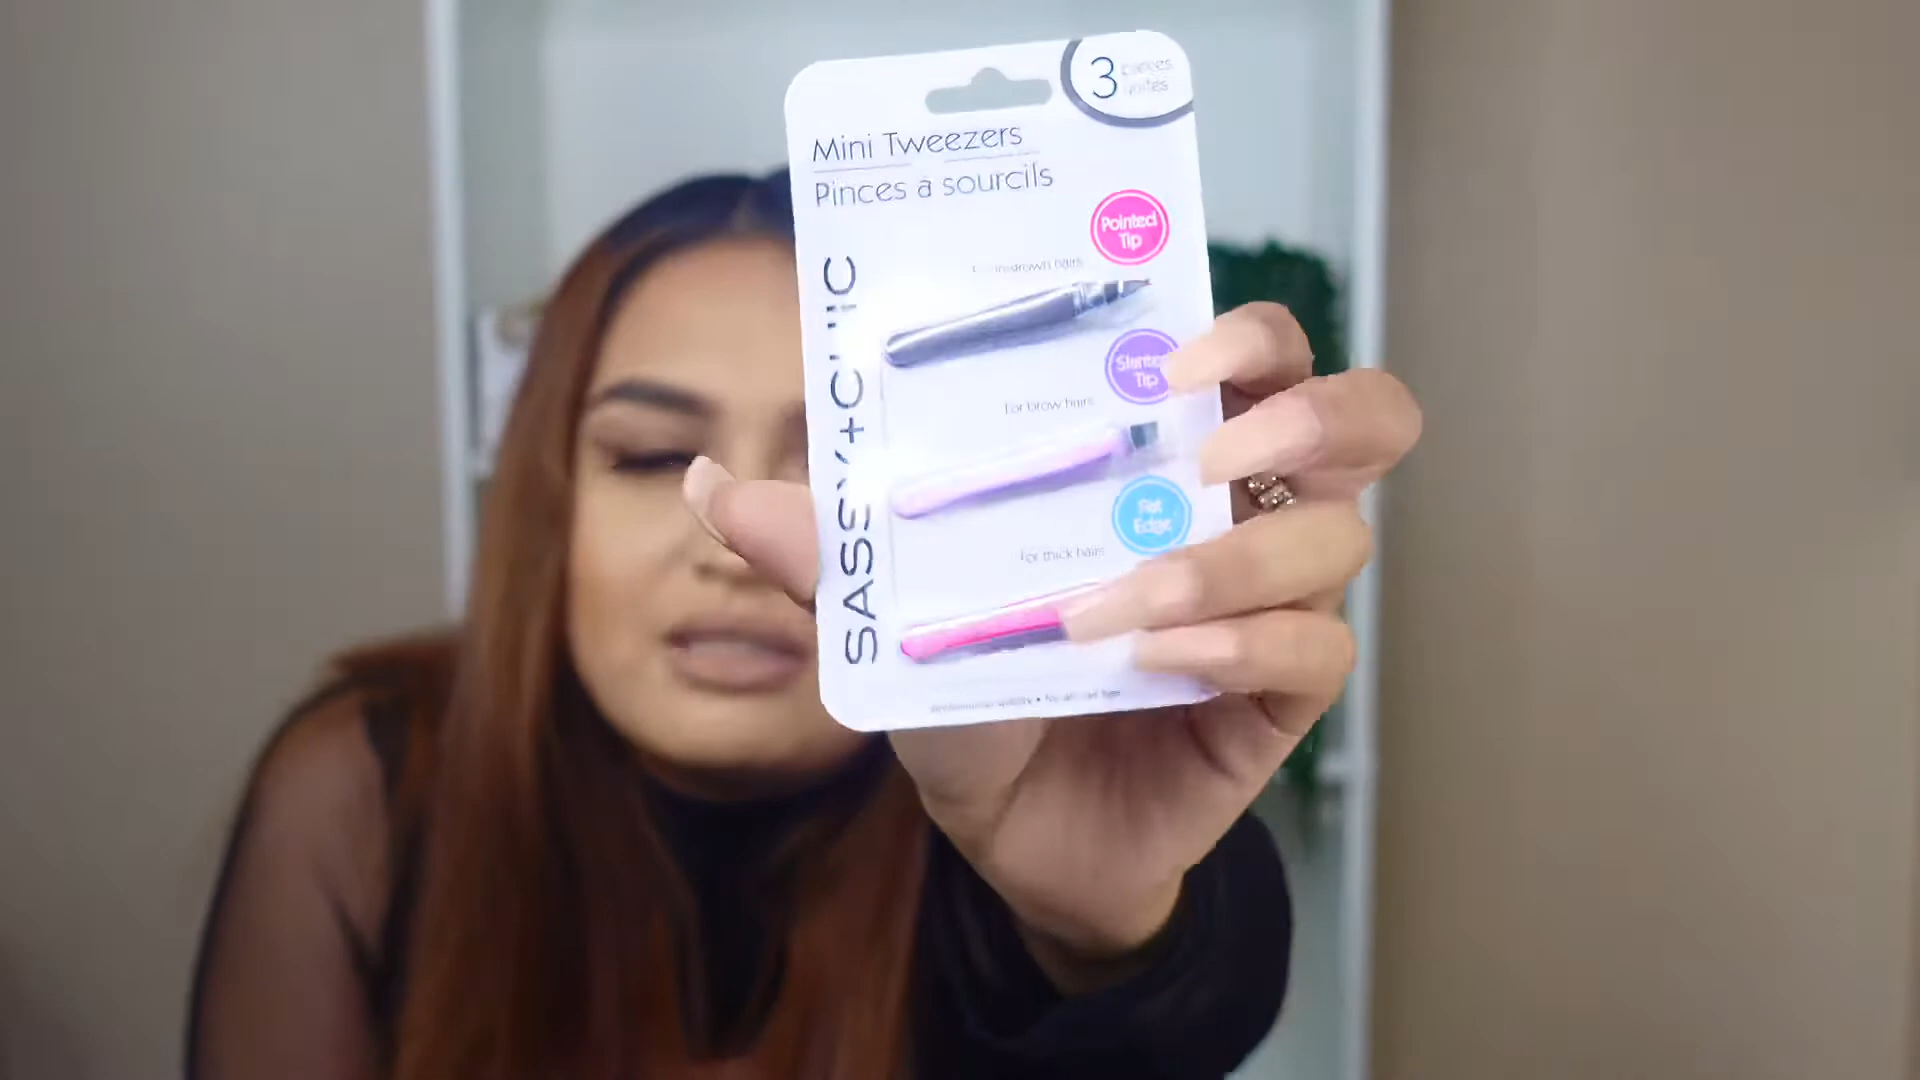 3 pieces
unités
Mini Tweezers
Pinces à sourcils
Pointed
Tip
ingrown hairs
SASSY+CHIC
Slanted
Tip
For brow hairs
Flat
Edge
For thick hairs